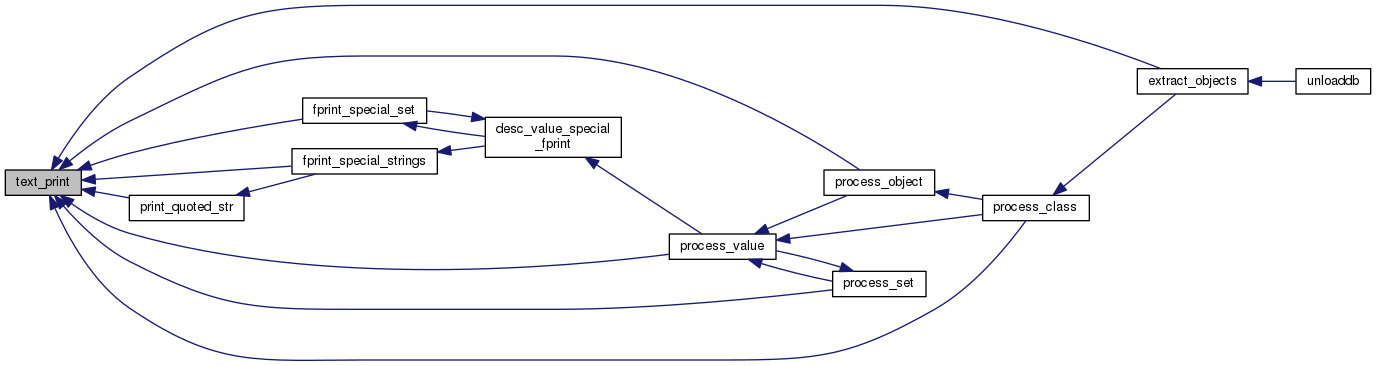 extract_objects
unloaddb
fprint_special_set
desc_value_special
_fprint
fprint_special_strings
text_print
print_quoted_str
process_object
process_class
process_value
process_set